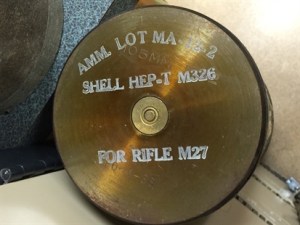 AMM. LOT MA-
SHELL HEP-T M326
FOR RIFLE M27